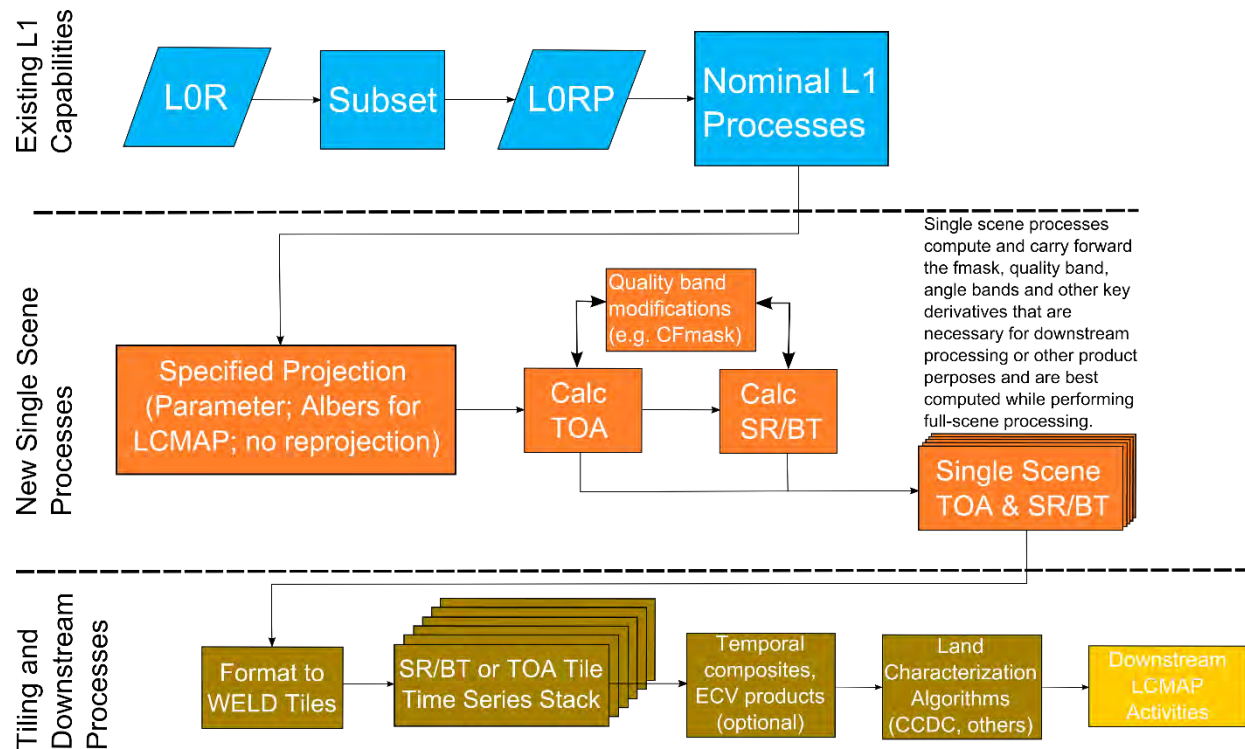 Existing L1
Capabilities
L0R
Subset
L0RP
Nominal L1
Processes
New Single Scene
Processes
Specified Projection
(Parameter; Albers for
LCMAP; no reprojection)
Quality band
modifications
(e.g. CFmask)
Calc
TOA
Calc
SR/BT
Single scene processes
compute and carry forward
the fmask, quality band,
angle bands and other key
derivatives that are
necessary for downstream
processing or other product
perposes and are best
computed while performing
full-scene processing.
Single Scene
TOA & SR/BT
Tiling and
Downstream
Processes
Format to
WELD Tiles
SR/BT or TOA Tile
Time Series Stack
Temporal
composites,
ECV products
(optional)
Land
Characterization
Algorithms
(CCDC, others)
Downstream
LCMAP
Activities